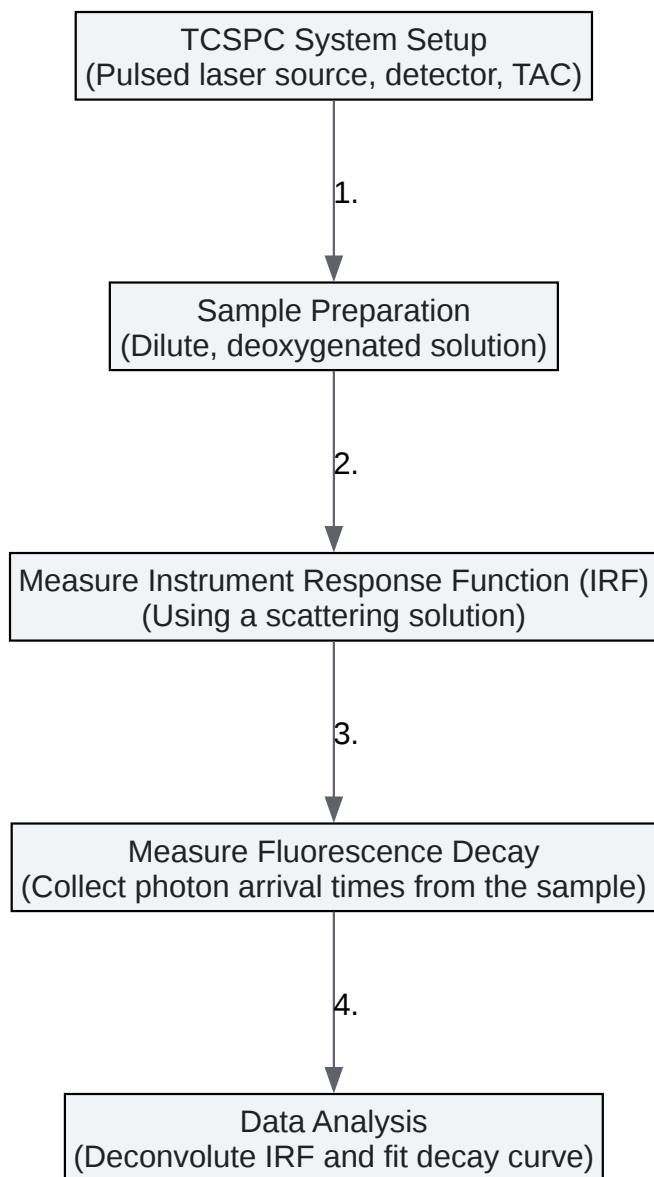 TCSPC System Setup
(Pulsed laser source, detector, TAC)
1.
Sample Preparation
(Dilute, deoxygenated solution)
2.
Measure Instrument Response Function (IRF)
(Using a scattering solution)
3.
Measure Fluorescence Decay
(Collect photon arrival times from the sample)
4.
Data Analysis
(Deconvolute IRF and fit decay curve)